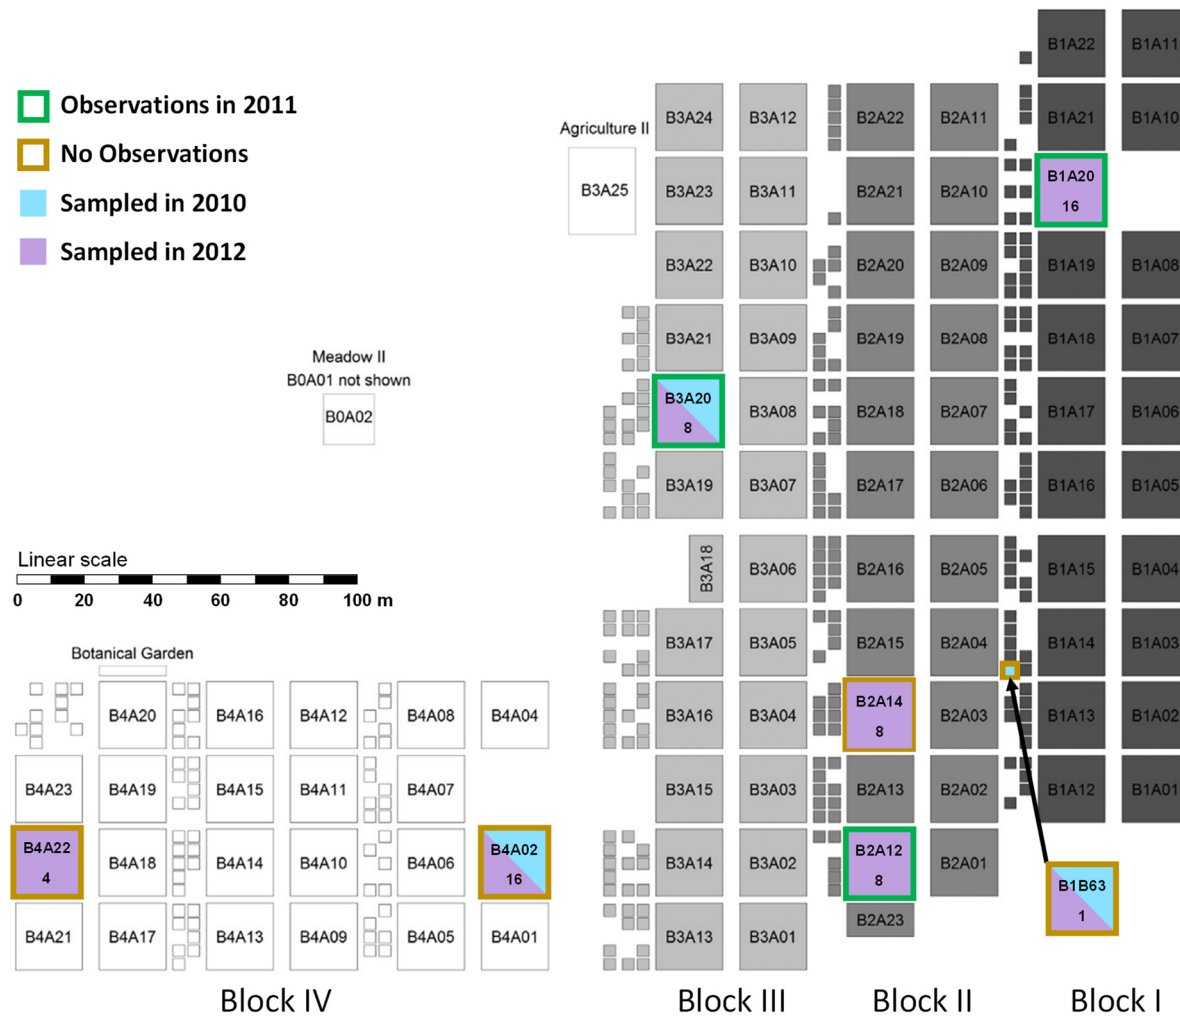 Observations in 2011
No Observations
Sampled in 2010
Sampled in 2012
Agriculture II
B3A25
Meadow II
B0A01 not shown
B0A02
Linear scale
0 20 40 60 80 100 m
Botanical Garden
B4A20 B4A16 B4A12 B4A08 B4A04
B4A23 B4A19 B4A15 B4A11 B4A07
B4A22 4 B4A18 B4A14 B4A10 B4A06 B4A02 16
B4A21 B4A17 B4A13 B4A09 B4A05 B4A01
Block IV
B1A22 B1A11
B3A24 B3A12 B2A22 B2A11 B1A21 B1A10
B3A23 B3A11 B2A21 B2A10 B1A20 16
B3A22 B3A10 B2A20 B2A09 B1A19 B1A08
B3A21 B3A09 B2A19 B2A08 B1A18 B1A07
B3A20 8 B3A08 B2A18 B2A07 B1A17 B1A06
B3A19 B3A07 B2A17 B2A06 B1A16 B1A05
B3A18 B3A06 B2A16 B2A05 B1A15 B1A04
B3A17 B3A05 B2A15 B2A04 B1A14 B1A03
B3A16 B3A04 B2A14 8 B2A03 B1A13 B1A02
B3A15 B3A03 B2A13 B2A02 B1A12 B1A01
B3A14 B3A02 B2A12 8 B2A01 B1B63 1
B2A23
B3A13 B3A01
Block III Block II Block I